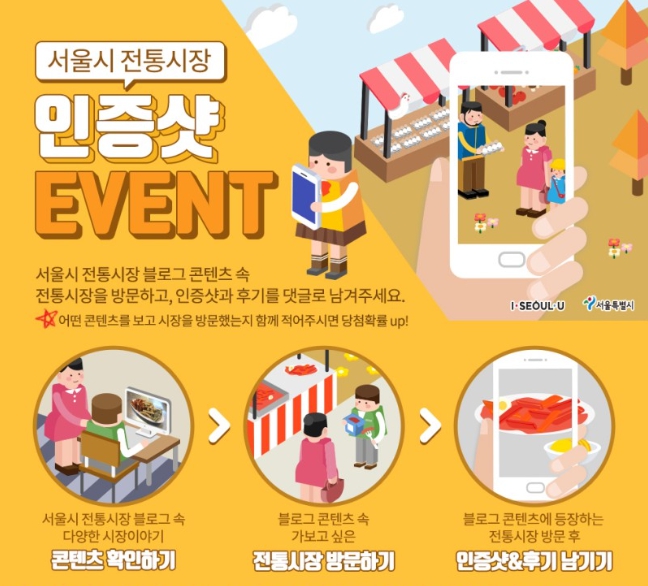 서울시 전통시장
인증샷
EVENT
서울시 전통시장 블로그 콘텐츠 속
전통시장을 방문하고, 인증샷과 후기를 댓글로 남겨주세요.
어떤 콘텐츠를 보고 시장을 방문했는지 함께 적어주시면 당첨확률 up!
I·SEOUL·U
서울특별시
서울시 전통시장 블로그 속
다양한 시장이야기
콘텐츠 확인하기
블로그 콘텐츠 속
가보고 싶은
전통시장 방문하기
블로그 콘텐츠에 등장하는
전통시장 방문 후
인증샷&후기 남기기